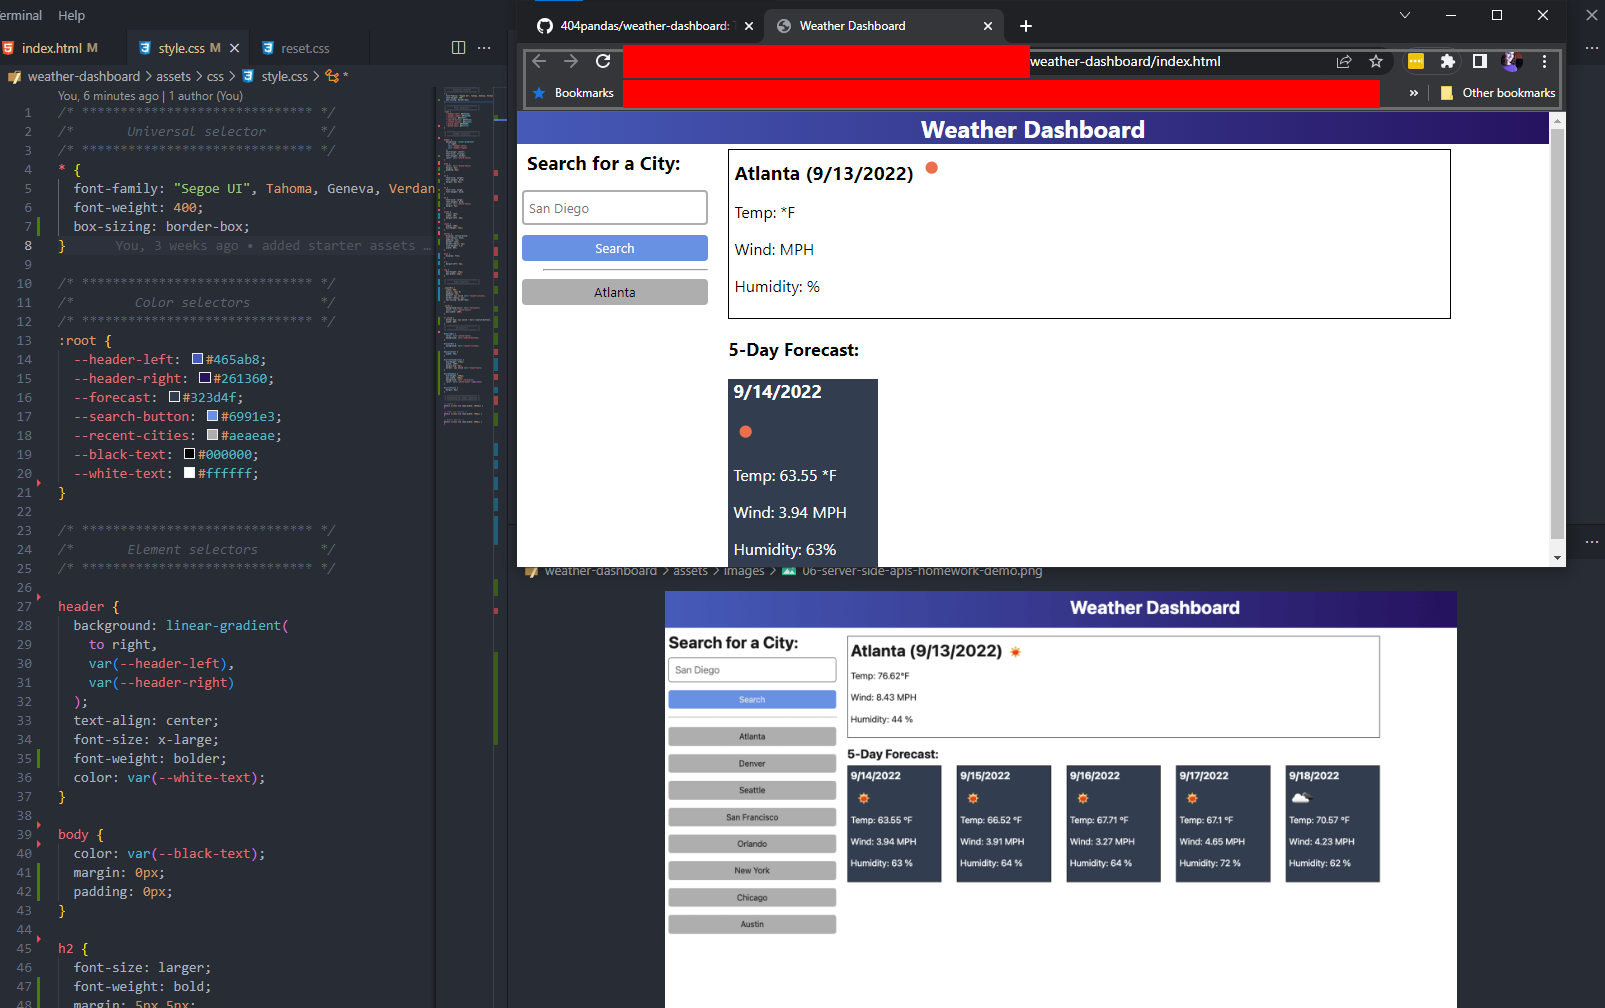 Terminal Help
index.html M style.css M reset.css
weather-dashboard > assets > css > style.css > *
You, 6 minutes ago | 1 author (You)
1 /* ****************************** */
2 /* Universal selector */
3 /* ****************************** */
4 * {
5 font-family: "Segoe UI", Tahoma, Geneva, Verdan
6 font-weight: 400;
7 box-sizing: border-box;
8 } You, 3 weeks ago • added starter assets …
9
10 /* ****************************** */
11 /* Color selectors */
12 /* ****************************** */
13 :root {
14 --header-left: #465ab8;
15 --header-right: #261360;
16 --forecast: #323d4f;
17 --search-button: #6991e3;
18 --recent-cities: #aeaeae;
19 --black-text: #000000;
20 --white-text: #ffffff;
21 }
22
23 /* ****************************** */
24 /* Element selectors */
25 /* ****************************** */
26
27 header {
28 background: linear-gradient(
29 to right,
30 var(--header-left),
31 var(--header-right)
32 );
33 text-align: center;
34 font-size: x-large;
35 font-weight: bolder;
36 color: var(--white-text);
37 }
38
39 body {
40 color: var(--black-text);
41 margin: 0px;
42 padding: 0px;
43 }
44
45 h2 {
46 font-size: larger;
47 font-weight: bold;
48 margin: 5px 5px;
404pandas/weather-dashboard: Weather Dashboard
weather-dashboard/index.html
Bookmarks » Other bookmarks
Weather Dashboard
Search for a City:
San Diego
Search
Atlanta
Atlanta (9/13/2022)
Temp: *F
Wind: MPH
Humidity: %
5-Day Forecast:
9/14/2022
Temp: 63.55 *F
Wind: 3.94 MPH
Humidity: 63%
weather-dashboard > assets > images > 06-server-side-apis-homework-demo.png
Weather Dashboard
Search for a City:
San Diego
Search
Atlanta
Denver
Seattle
San Francisco
Orlando
New York
Chicago
Austin
Atlanta (9/13/2022)
Temp: 76.62°F
Wind: 8.43 MPH
Humidity: 44 %
5-Day Forecast:
9/14/2022
Temp: 63.55 °F
Wind: 3.94 MPH
Humidity: 63 %
9/15/2022
Temp: 66.52 °F
Wind: 3.91 MPH
Humidity: 64 %
9/16/2022
Temp: 67.71 °F
Wind: 3.27 MPH
Humidity: 64 %
9/17/2022
Temp: 67.1 °F
Wind: 4.65 MPH
Humidity: 72 %
9/18/2022
Temp: 70.57 °F
Wind: 4.23 MPH
Humidity: 62 %